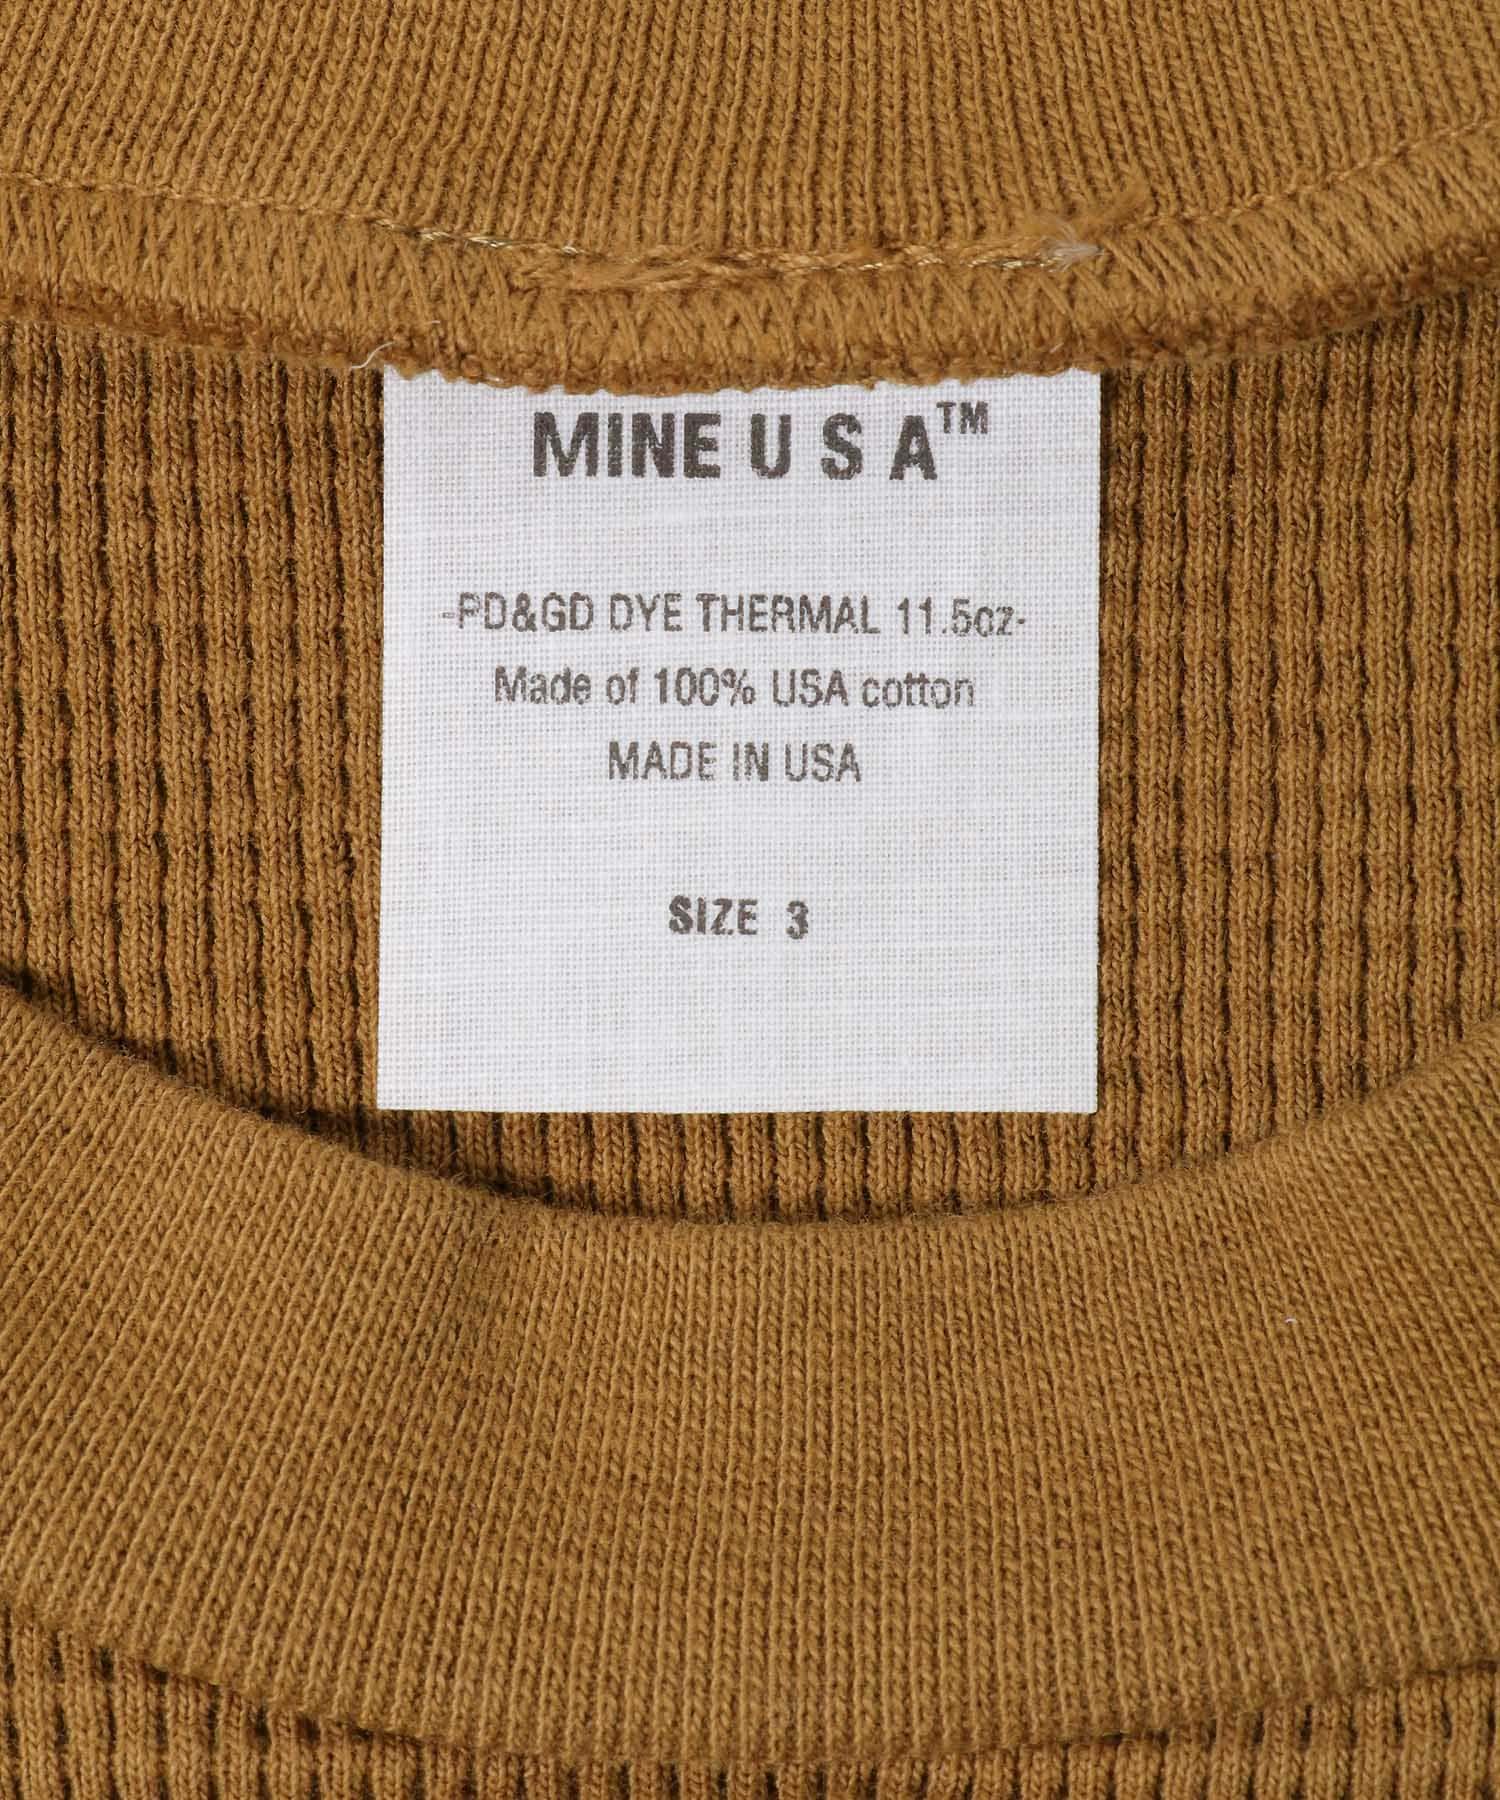 MINE U S A™
-PD&GD DYE THERMAL 11.5oz-
Made of 100% USA cotton
MADE IN USA
SIZE 3